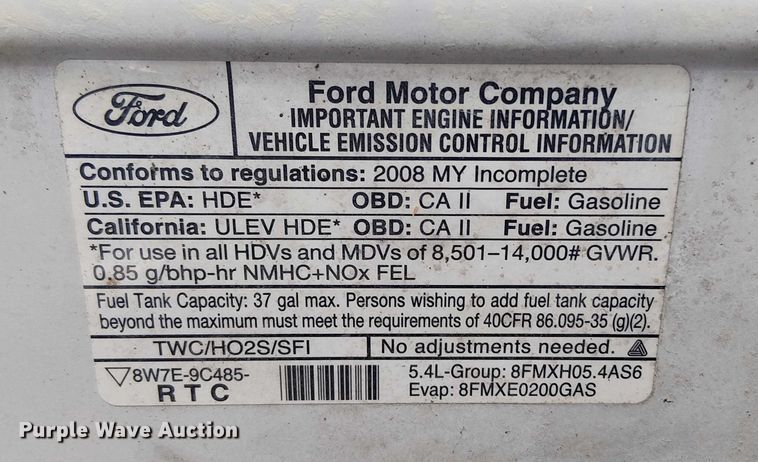 Ford
Ford Motor Company
IMPORTANT ENGINE INFORMATION/
VEHICLE EMISSION CONTROL INFORMATION
Conforms to regulations: 2008 MY Incomplete
U.S. EPA: HDE* OBD: CA II Fuel: Gasoline
California: ULEV HDE* OBD: CA II Fuel: Gasoline
*For use in all HDVs and MDVs of 8,501–14,000# GVWR.
0.85 g/bhp-hr NMHC+NOx FEL
Fuel Tank Capacity: 37 gal max. Persons wishing to add fuel tank capacity
beyond the maximum must meet the requirements of 40CFR 86.095-35 (g)(2).
TWC/HO2S/SFI No adjustments needed.
8W7E-9C485-
RTC
5.4L-Group: 8FMXH05.4AS6
Evap: 8FMXE0200GAS
Purple Wave Auction